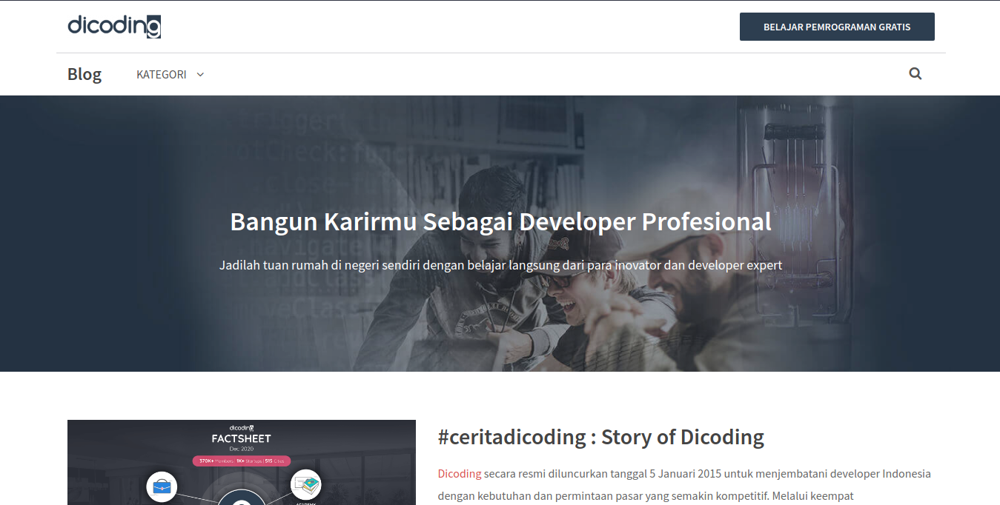 dicoding
BELAJAR PEMROGRAMAN GRATIS
Blog
KATEGORI
Bangun Karirmu Sebagai Developer Profesional
Jadilah tuan rumah di negeri sendiri dengan belajar langsung dari para inovator dan developer expert
dicoding
FACTSHEET
Dec, 2020
370K+ Members | 1K+ Startups | 515 Cities
ACADEMY
#ceritadicoding : Story of Dicoding
Dicoding secara resmi diluncurkan tanggal 5 Januari 2015 untuk menjembatani developer Indonesia
dengan kebutuhan dan permintaan pasar yang semakin kompetitif. Melalui keempat